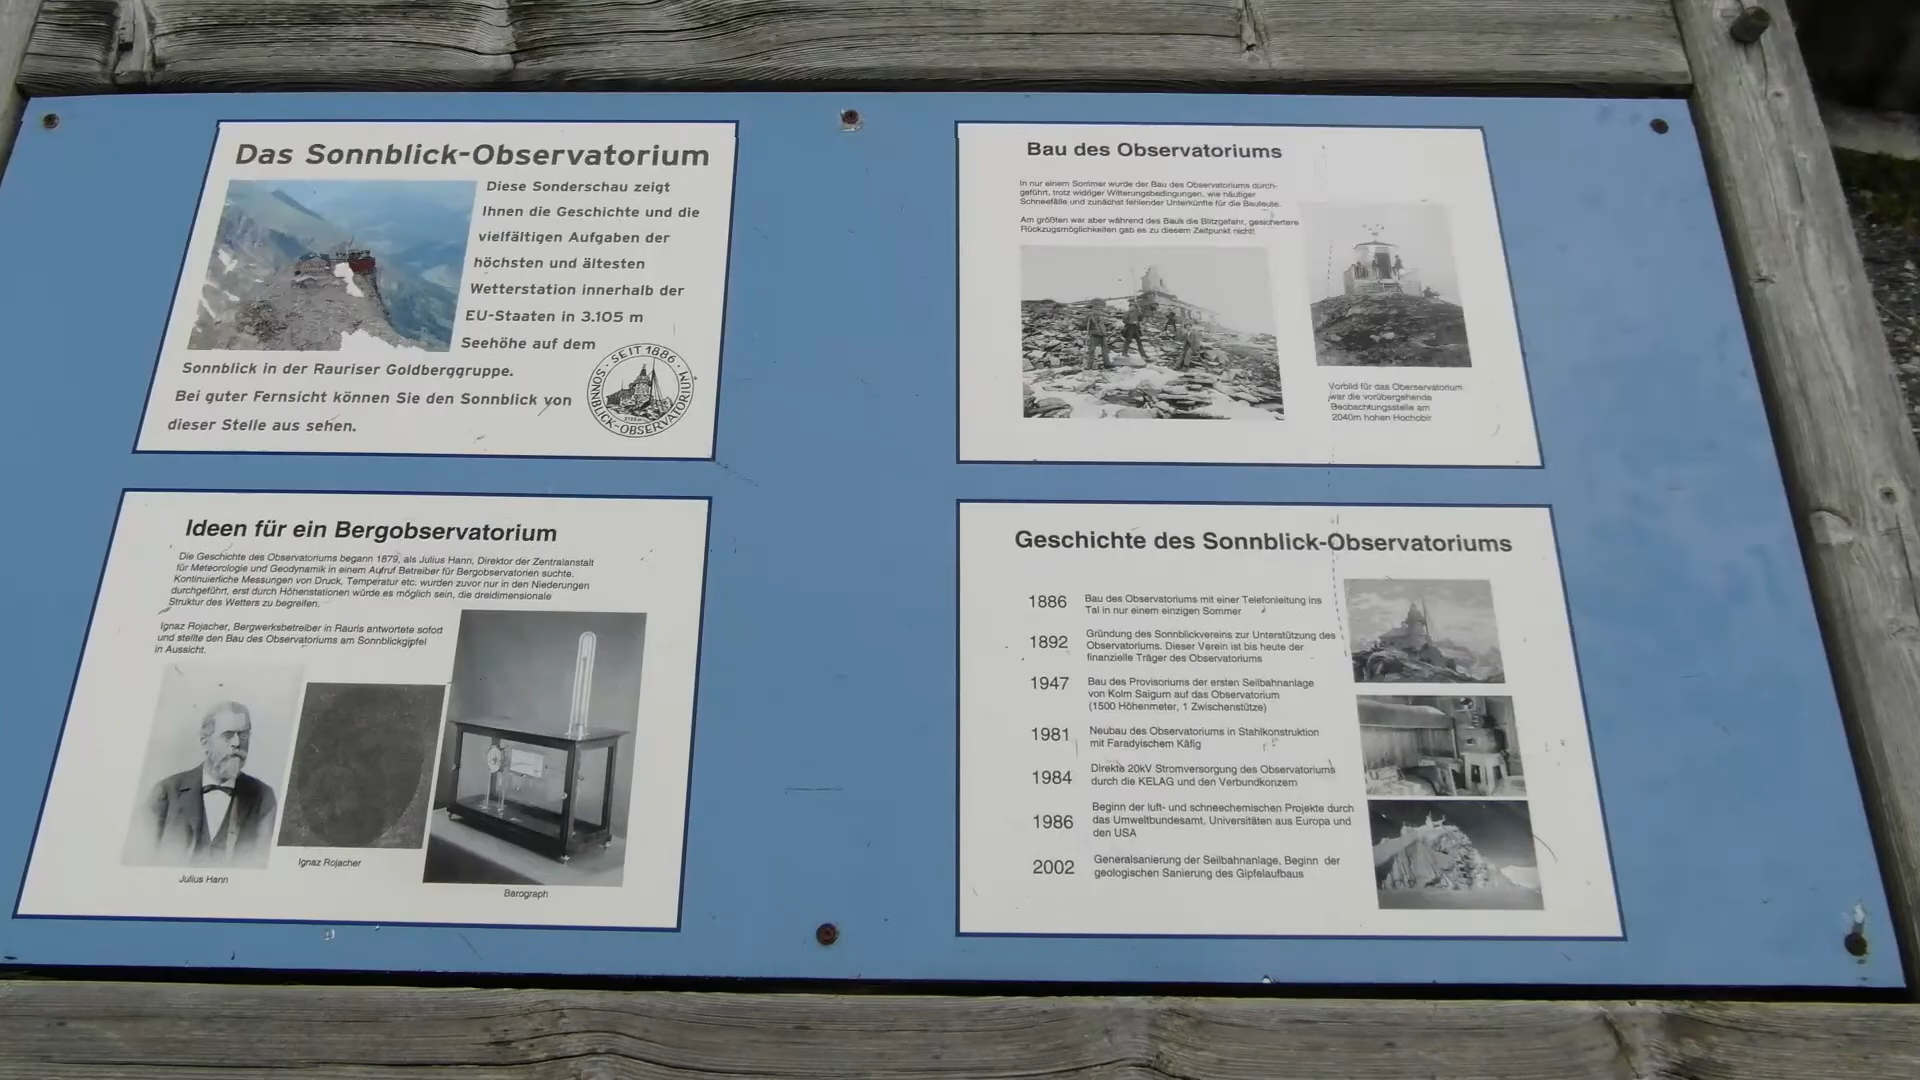 Das Sonnblick-Observatorium
Diese Sonderschau zeigt
Ihnen die Geschichte und die
vielfältigen Aufgaben der
höchsten und ältesten
Wetterstation innerhalb der
EU-Staaten in 3.105 m
Seehöhe auf dem
Sonnblick in der Rauriser Goldberggruppe.
Bei guter Fernsicht können Sie den Sonnblick von
dieser Stelle aus sehen.
· SEIT 1886 ·
SONNBLICK-OBSERVATORIUM
Bau des Observatoriums
In nur einem Sommer wurde der Bau des Observatoriums durch-
geführt, trotz widriger Witterungsbedingungen, wie häufiger
Schneefälle und zunächst fehlender Unterkünfte für die Bauleute.
Am größten war aber während des Baus die Blitzgefahr, gesichertere
Rückzugsmöglichkeiten gab es zu diesem Zeitpunkt nicht!
Vorbild für das Oberservatorium
war die vorübergehende
Beobachtungsstelle am
2040m hohen Hochobir
Ideen für ein Bergobservatorium
Die Geschichte des Observatoriums begann 1879, als Julius Hann, Direktor der Zentralanstalt
für Meteorologie und Geodynamik in einem Aufruf Betreiber für Bergobservatorien suchte.
Kontinuierliche Messungen von Druck, Temperatur etc. wurden zuvor nur in den Niederungen
durchgeführt, erst durch Höhenstationen würde es möglich sein, die dreidimensionale
Struktur des Wetters zu begreifen.
Ignaz Rojacher, Bergwerksbetreiber in Rauris antwortete sofort
und stellte den Bau des Observatoriums am Sonnblickgipfel
in Aussicht.
Julius Hann
Ignaz Rojacher
Barograph
Geschichte des Sonnblick-Observatoriums
1886 Bau des Observatoriums mit einer Telefonleitung ins
Tal in nur einem einzigen Sommer
1892 Gründung des Sonnblickvereins zur Unterstützung des
Observatoriums. Dieser Verein ist bis heute der
finanzielle Träger des Observatoriums
1947 Bau des Provisoriums der ersten Seilbahnanlage
von Kolm Saigurn auf das Observatorium
(1500 Höhenmeter, 1 Zwischenstütze)
1981 Neubau des Observatoriums in Stahlkonstruktion
mit Faradyischem Käfig
1984 Direkte 20kV Stromversorgung des Observatoriums
durch die KELAG und den Verbundkonzern
1986 Beginn der luft- und schneechemischen Projekte durch
das Umweltbundesamt, Universitäten aus Europa und
den USA
2002 Generalsanierung der Seilbahnanlage, Beginn der
geologischen Sanierung des Gipfelaufbaus